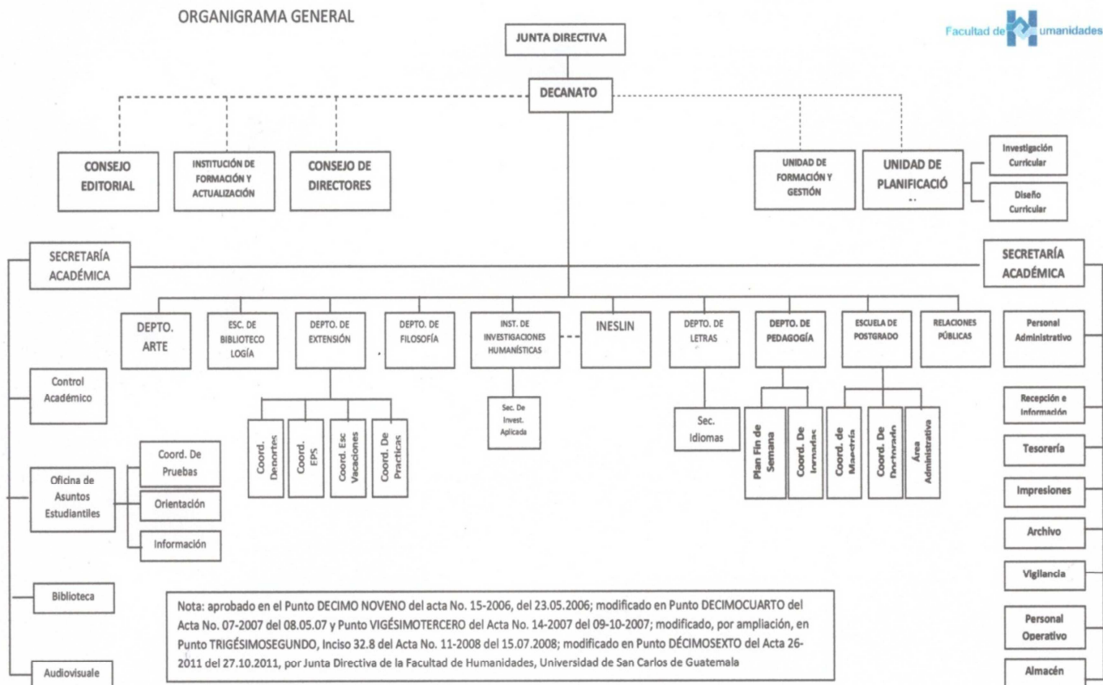 ORGANIGRAMA GENERAL
Facultad de Humanidades
JUNTA DIRECTIVA
DECANATO
CONSEJO
EDITORIAL
INSTITUCIÓN DE
FORMACIÓN Y
ACTUALIZACIÓN
CONSEJO DE
DIRECTORES
UNIDAD DE
FORMACIÓN Y
GESTIÓN
UNIDAD DE
PLANIFICACIÓ
Investigación
Curricular
Diseño
Curricular
SECRETARÍA
ACADÉMICA
SECRETARÍA
ACADÉMICA
DEPTO.
ARTE
ESC. DE
BIBLIOTECO
LOGÍA
DEPTO. DE
EXTENSIÓN
DEPTO. DE
FILOSOFÍA
INST. DE
INVESTIGACIONES
HUMANÍSTICAS
INESLIN
DEPTO. DE
LETRAS
DEPTO. DE
PEDAGOGÍA
ESCUELA DE
POSTGRADO
RELACIONES
PÚBLICAS
Personal
Administrativo
Control
Académico
Coord.
Deportes
Coord.
EPS
Coord. Esc
Vacaciones
Coord. De
Practicas
Sec. De
Invest.
Aplicada
Sec.
Idiomas
Plan Fin de
Semana
Coord. De
Jornadas
Coord. de
Maestría
Coord. De
Doctorado
Área
Administrativa
Recepción e
Información
Tesorería
Impresiones
Archivo
Vigilancia
Personal
Operativo
Almacén
Oficina de
Asuntos
Estudiantiles
Coord. De
Pruebas
Orientación
Información
Biblioteca
Audiovisuale
Nota: aprobado en el Punto DECIMO NOVENO del acta No. 15-2006, del 23.05.2006; modificado en Punto DECIMOCUARTO del
Acta No. 07-2007 del 08.05.07 y Punto VIGÉSIMOTERCERO del Acta No. 14-2007 del 09-10-2007; modificado, por ampliación, en
Punto TRIGÉSIMOSEGUNDO, Inciso 32.8 del Acta No. 11-2008 del 15.07.2008; modificado en Punto DÉCIMOSEXTO del Acta 26-
2011 del 27.10.2011, por Junta Directiva de la Facultad de Humanidades, Universidad de San Carlos de Guatemala